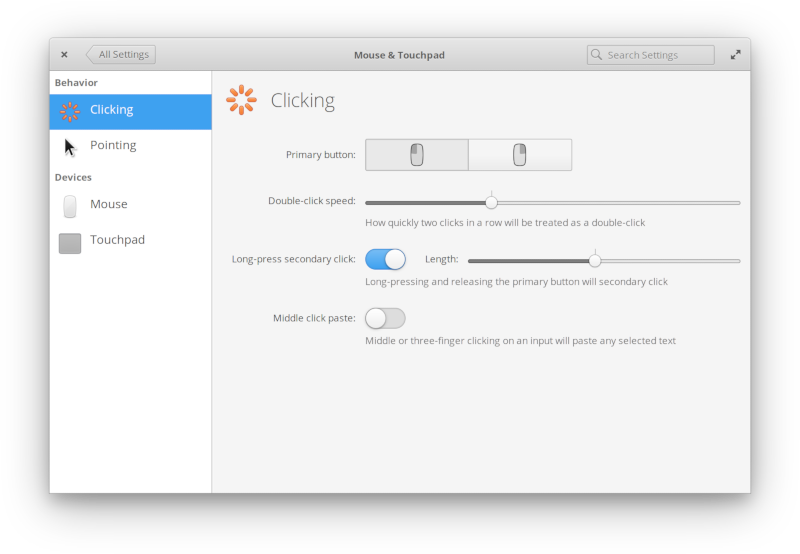 All Settings
Mouse & Touchpad
Search Settings
Behavior
Clicking
Pointing
Devices
Mouse
Touchpad
Clicking
Primary button:
Double-click speed:
How quickly two clicks in a row will be treated as a double-click
Long-press secondary click:
Length:
Long-pressing and releasing the primary button will secondary click
Middle click paste:
Middle or three-finger clicking on an input will paste any selected text